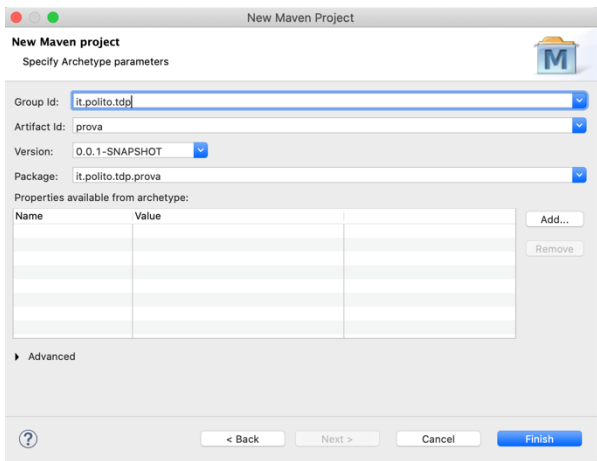 New Maven Project
New Maven project
Specify Archetype parameters
M
Group Id: it.polito.tdp
Artifact Id: prova
Version: 0.0.1-SNAPSHOT
Package: it.polito.tdp.prova
Properties available from archetype:
Name Value
Add...
Remove
Advanced
? < Back Next > Cancel Finish